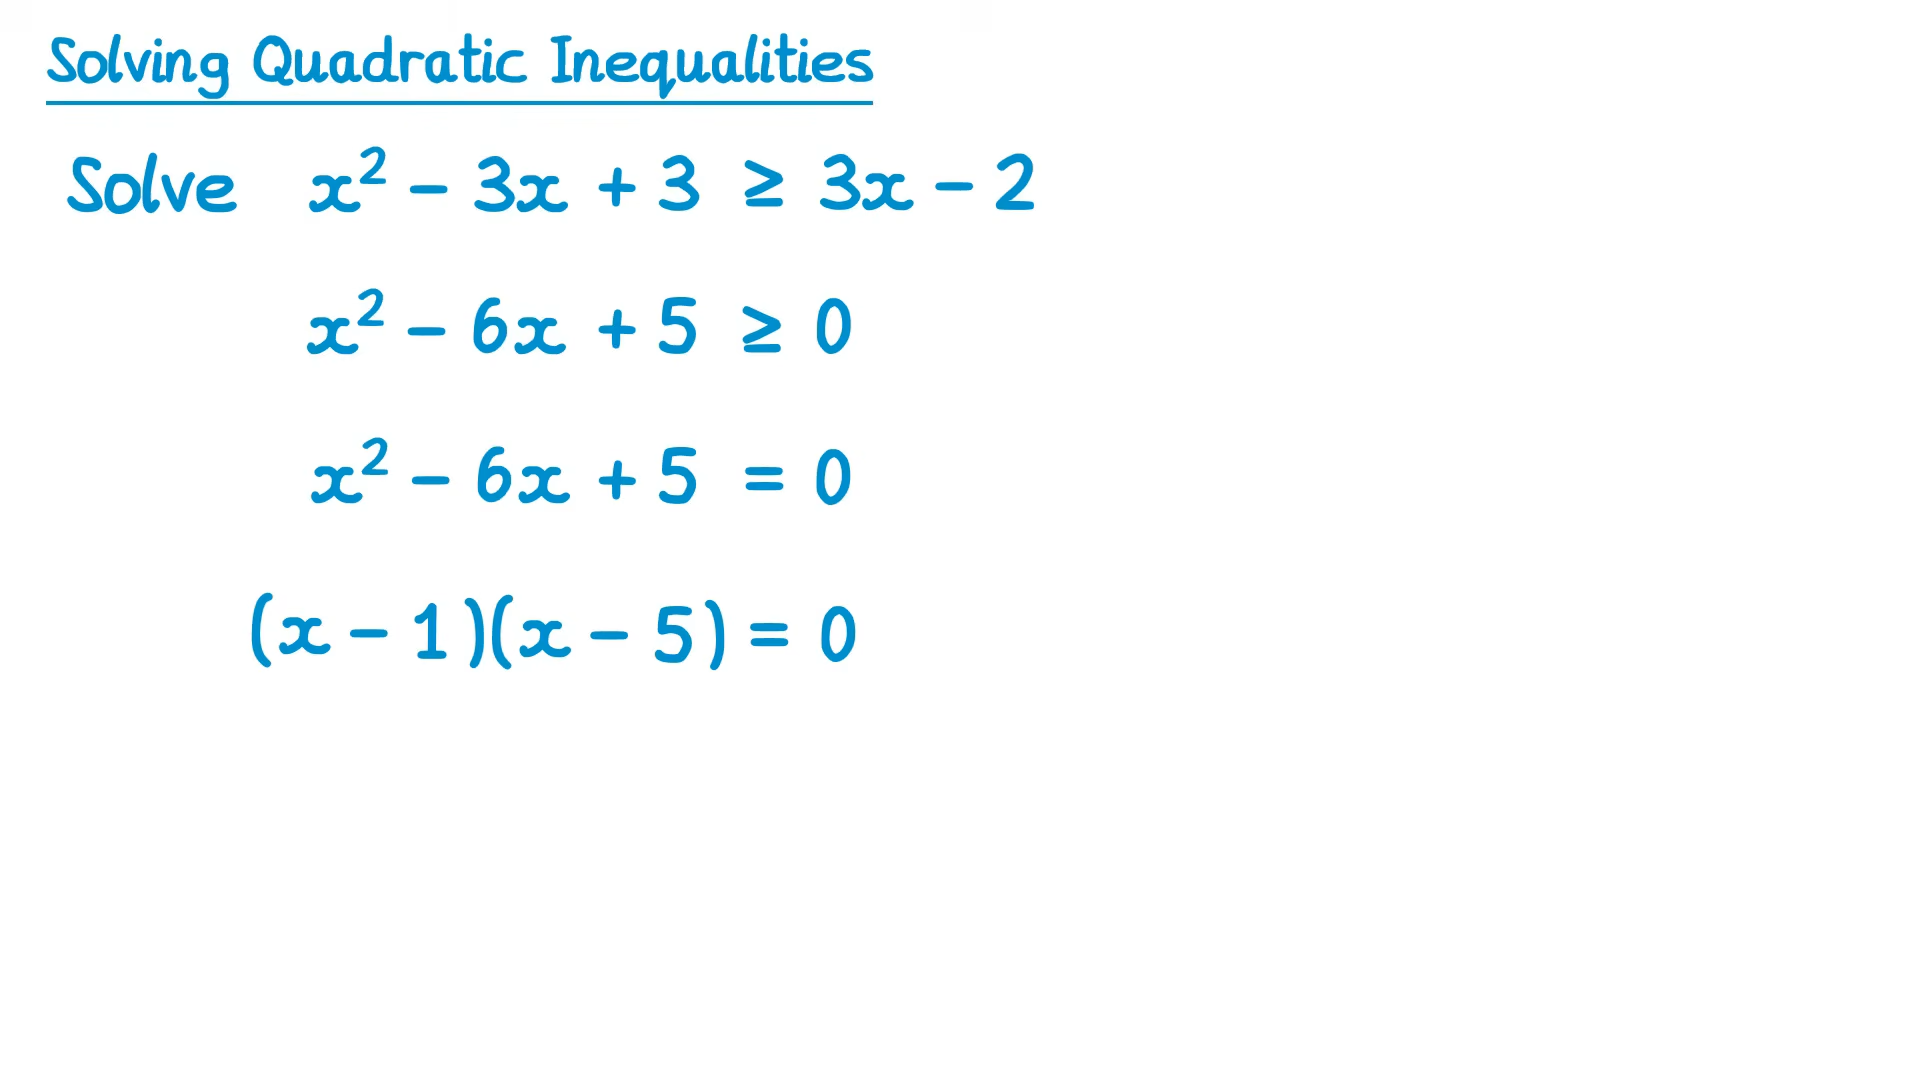 Solving Quadratic Inequalities
Solve x² - 3x + 3 ≥ 3x - 2
x² - 6x + 5 ≥ 0
x² - 6x + 5 = 0
(x - 1)(x - 5) = 0